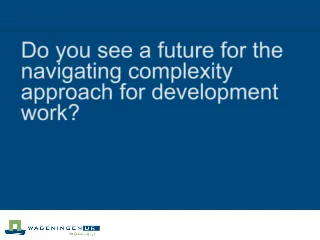 Do you see a future for the
navigating complexity
approach for development
work?
WAGENINGEN UR